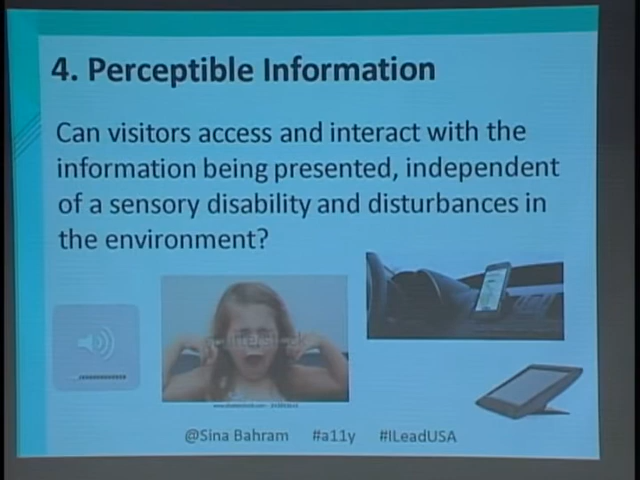 4. Perceptible Information
Can visitors access and interact with the
information being presented, independent
of a sensory disability and disturbances in
the environment?
@Sina Bahram #a11y #ILeadUSA